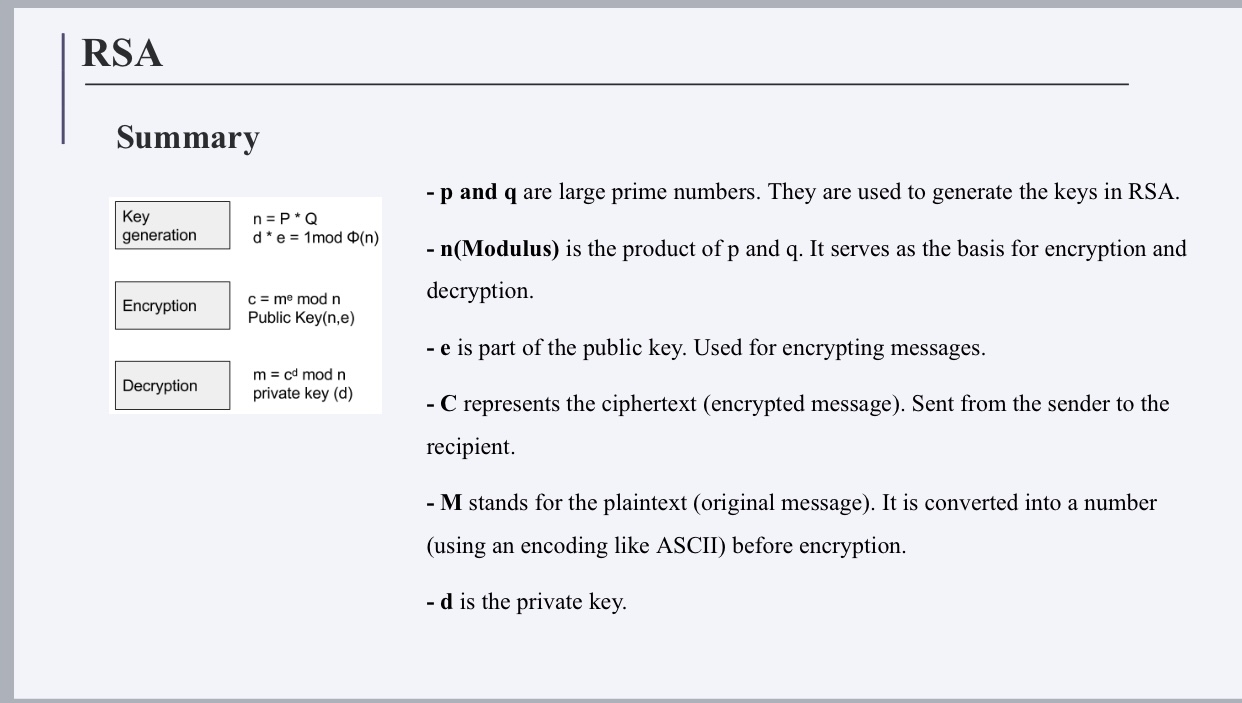 RSA
Summary
Key
generation
n = P * Q
d * e = 1mod Φ(n)
Encryption
c = mᵉ mod n
Public Key(n,e)
Decryption
m = cᵈ mod n
private key (d)
- p and q are large prime numbers. They are used to generate the keys in RSA.
- n(Modulus) is the product of p and q. It serves as the basis for encryption and
decryption.
- e is part of the public key. Used for encrypting messages.
- C represents the ciphertext (encrypted message). Sent from the sender to the
recipient.
- M stands for the plaintext (original message). It is converted into a number
(using an encoding like ASCII) before encryption.
- d is the private key.